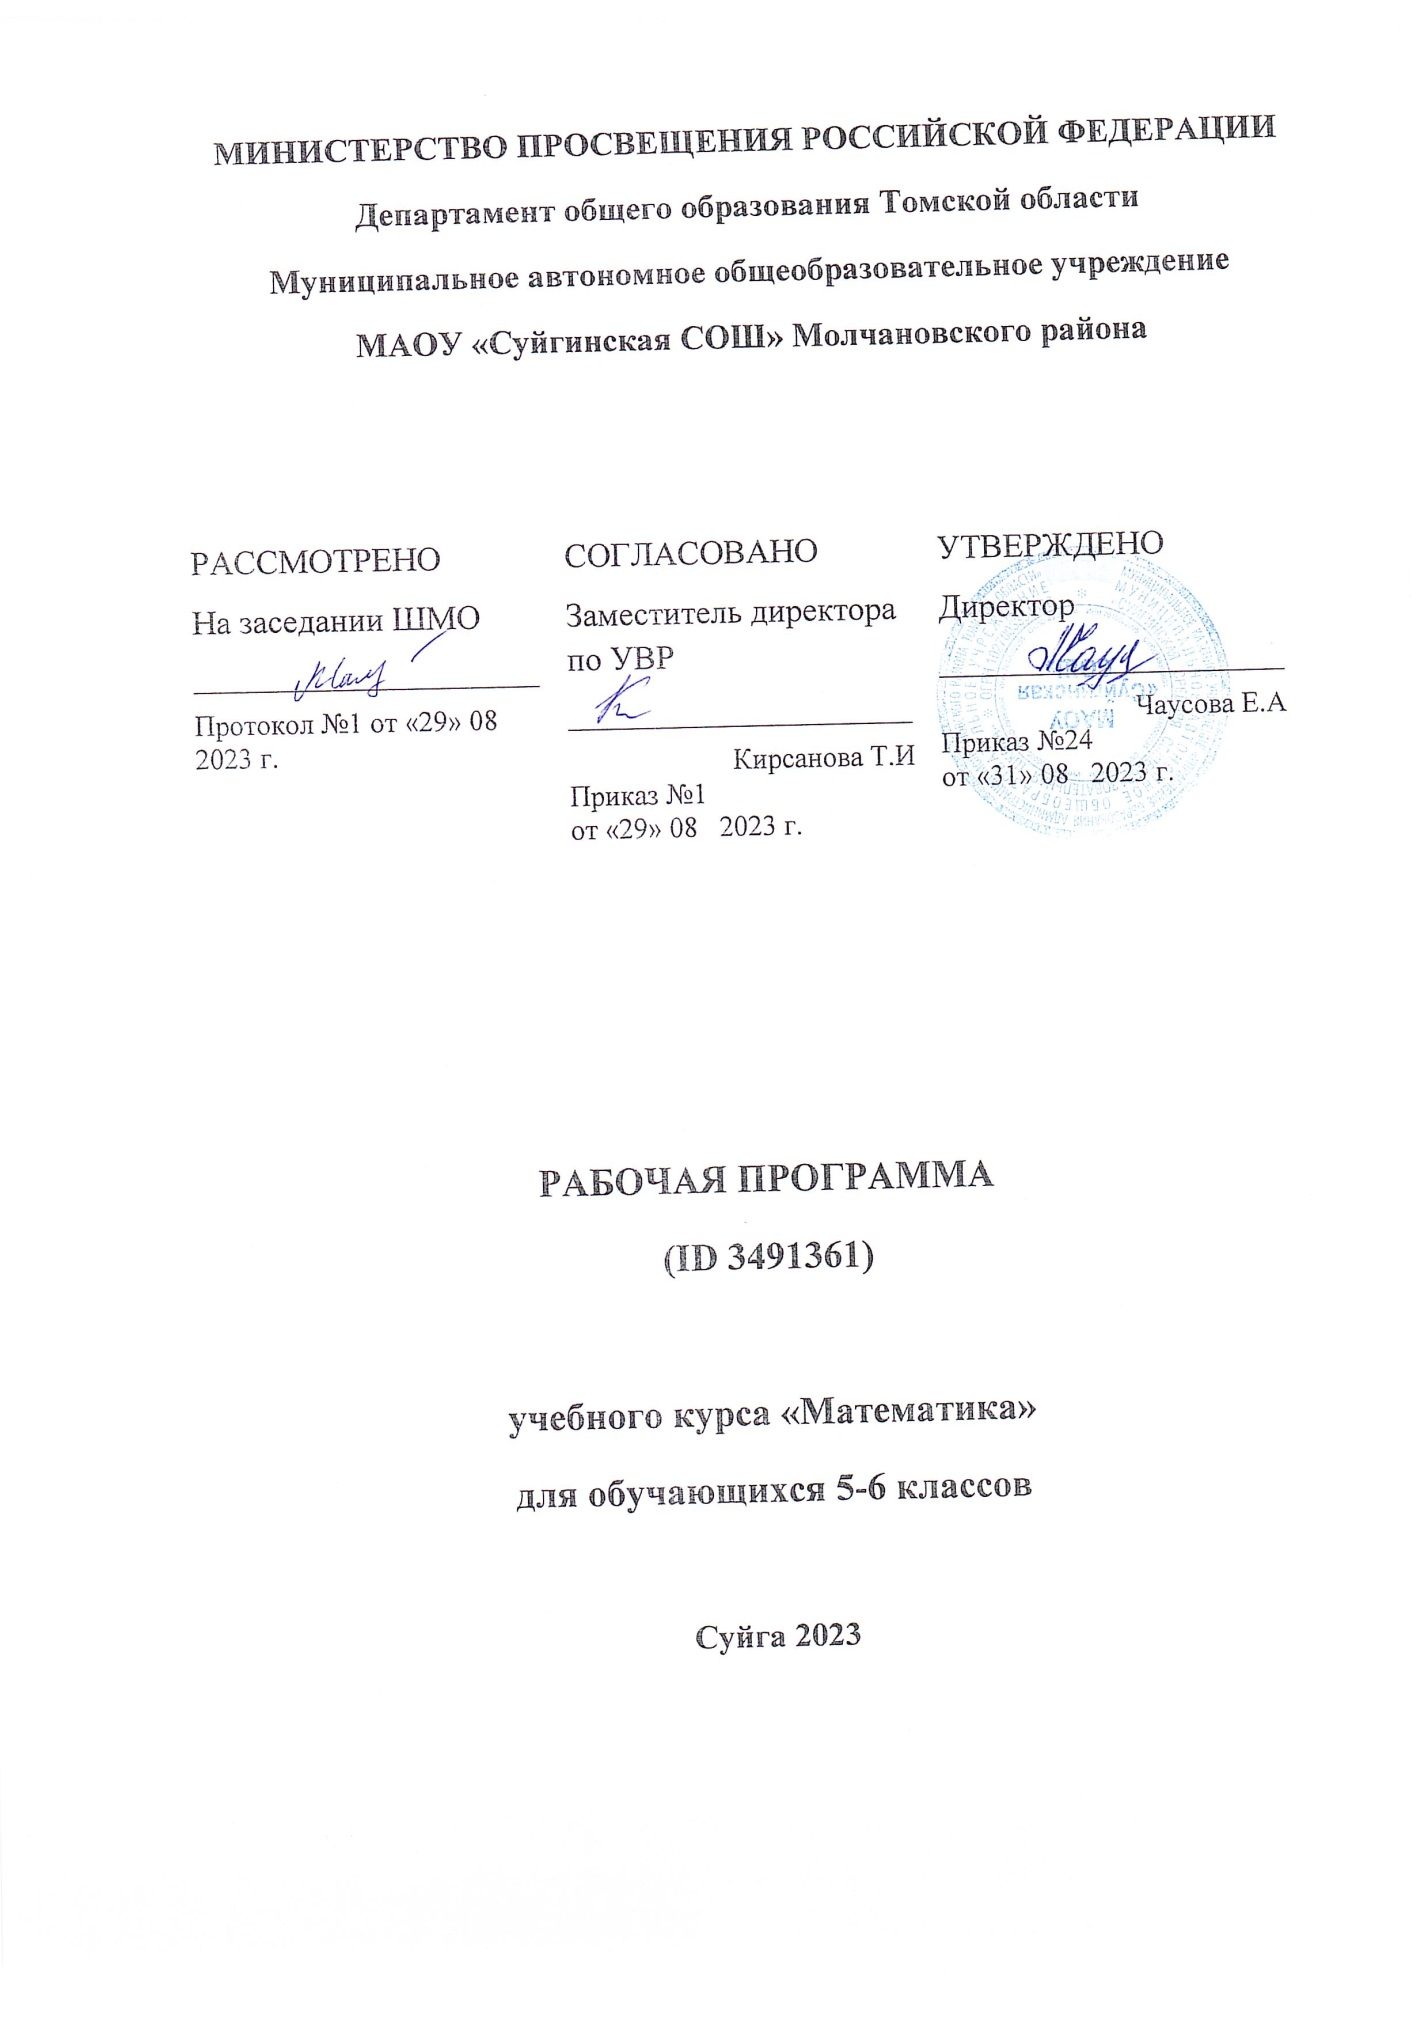 МИНИСТЕРСТВО ПРОСВЕЩЕНИЯ РОССИЙСКОЙ ФЕДЕРАЦИИ
Департамент общего образования Томской области
Муниципальное автономное общеобразовательное учреждение
МАОУ «Суйгинская СОШ» Молчановского района
РАССМОТРЕНО
На заседании ШМО
Протокол №1 от «29» 08
2023 г.
СОГЛАСОВАНО
Заместитель директора
по УВР
Кирсанова Т.И
Приказ №1
от «29» 08 2023 г.
УТВЕРЖДЕНО
Директор
Чаусова Е.А
Приказ №24
от «31» 08 2023 г.
МАОУ
РАБОЧАЯ ПРОГРАММА
(ID 3491361)
учебного курса «Математика»
для обучающихся 5-6 классов
Суйга 2023